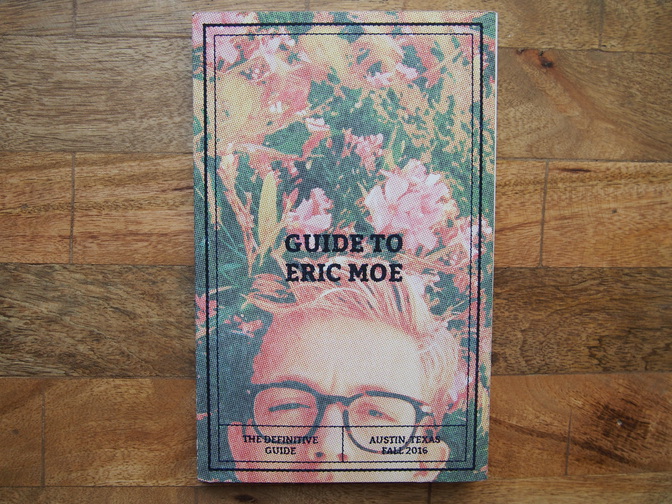 GUIDE TO
ERIC MOE
THE DEFINITIVE
GUIDE
AUSTIN, TEXAS
FALL 2016